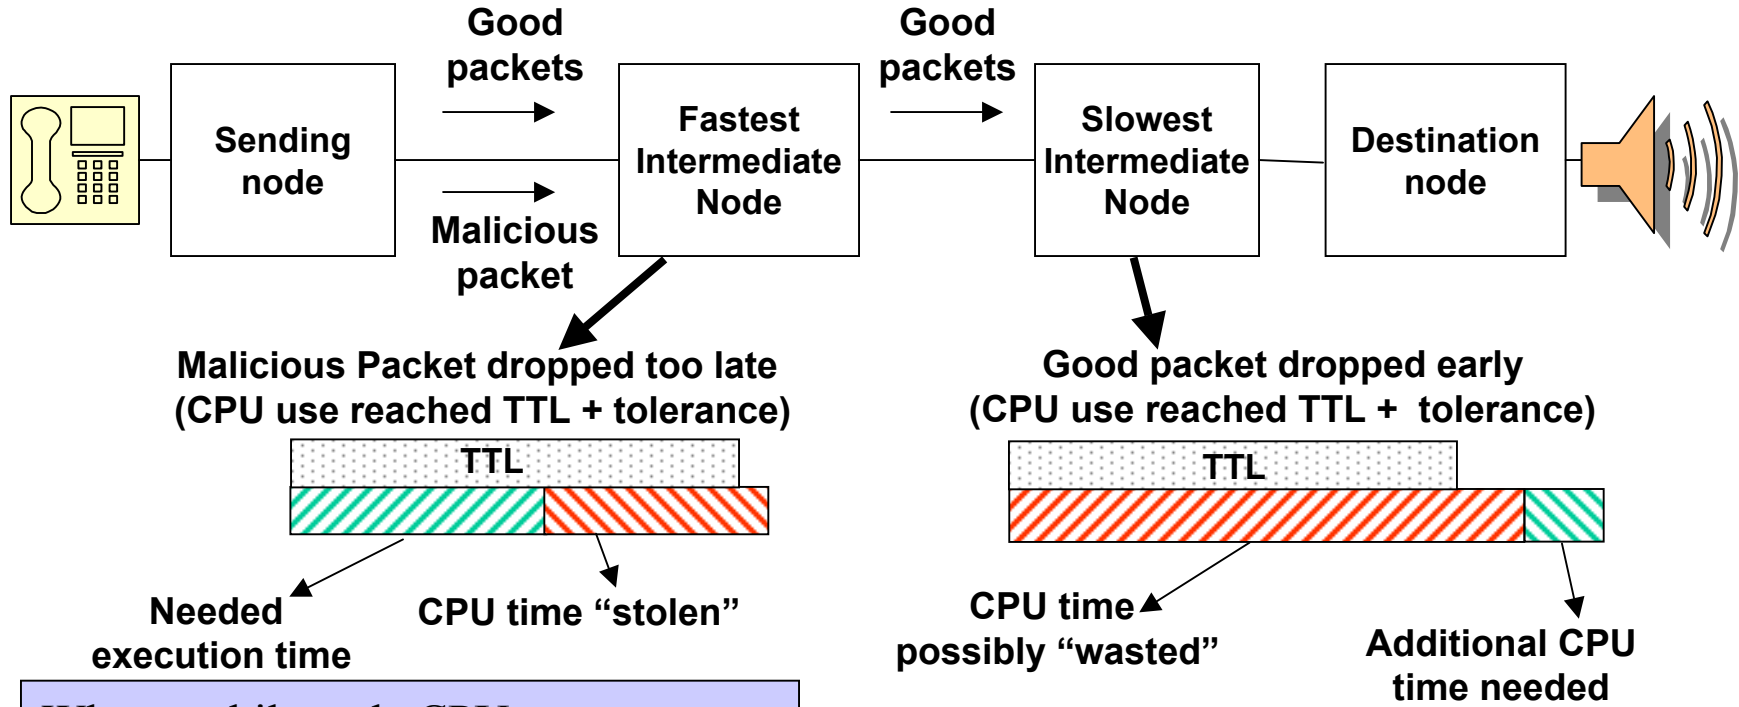 Good
packets
Good
packets
Sending
node
Fastest
Intermediate
Node
Slowest
Intermediate
Node
Destination
node
Malicious
packet
Malicious Packet dropped too late
(CPU use reached TTL + tolerance)
Good packet dropped early
(CPU use reached TTL + tolerance)
TTL
TTL
Needed
execution time
CPU time “stolen”
CPU time
possibly “wasted”
Additional CPU
time needed